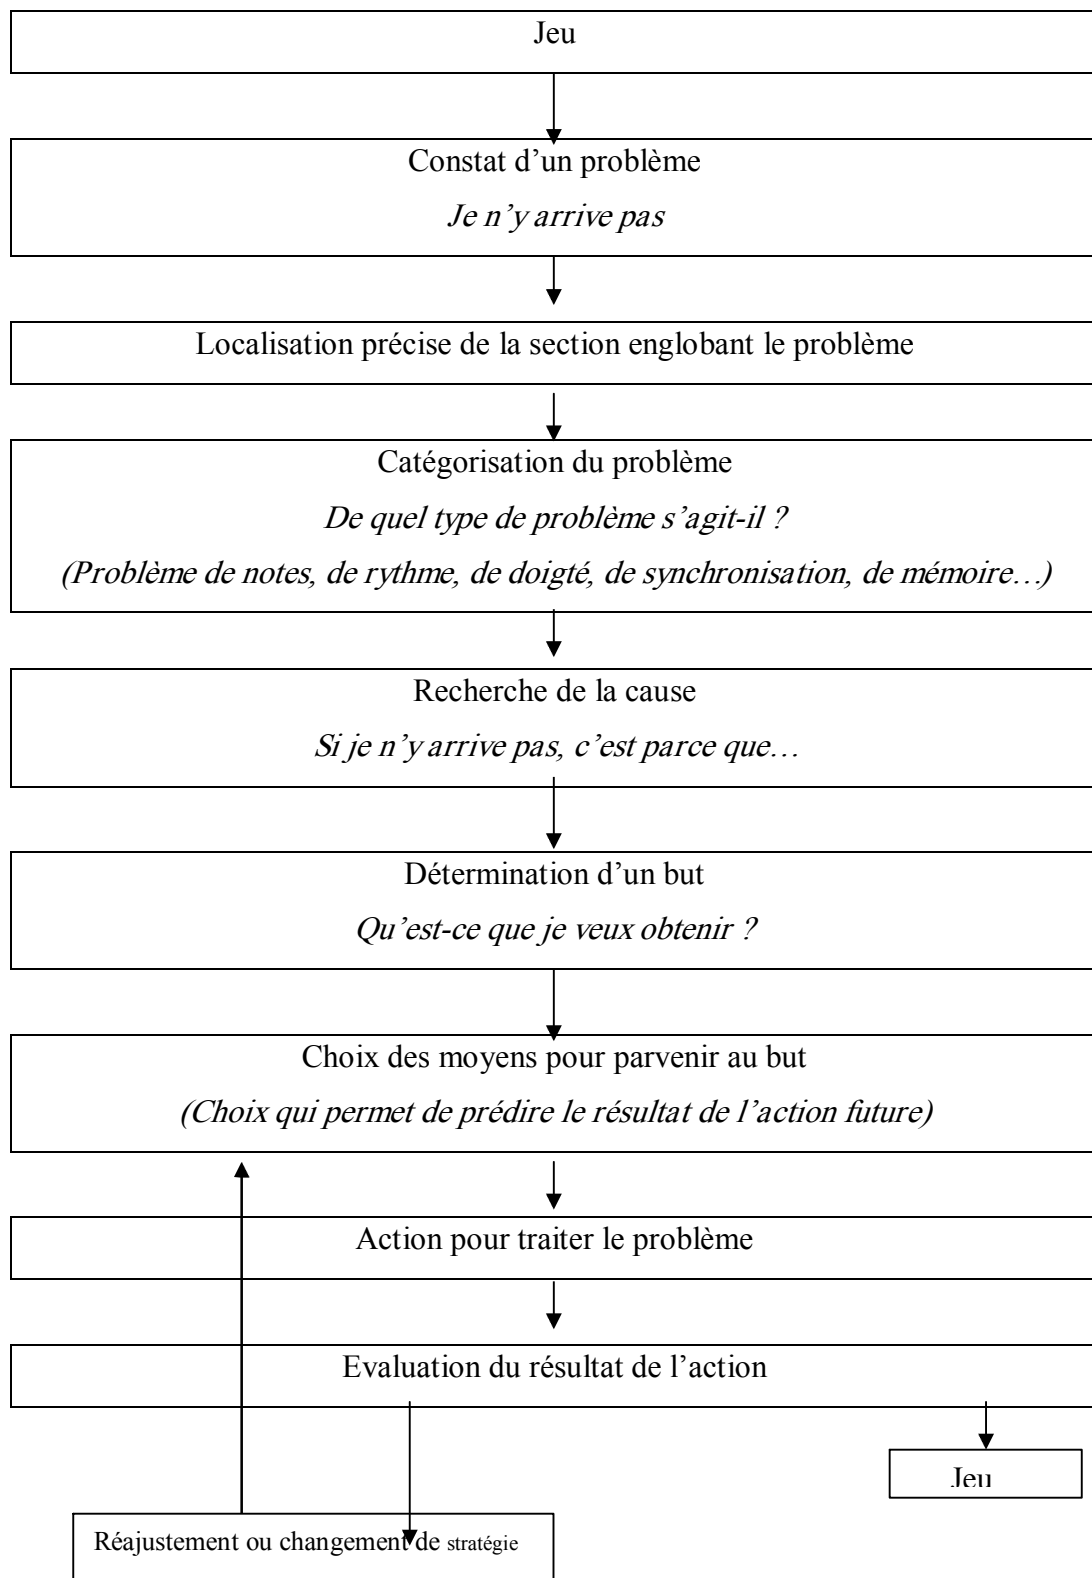 Jeu
Constat d’un problème
Je n’y arrive pas
Localisation précise de la section englobant le problème
Catégorisation du problème
De quel type de problème s’agit-il ?
(Problème de notes, de rythme, de doigté, de synchronisation, de mémoire…)
Recherche de la cause
Si je n’y arrive pas, c’est parce que…
Détermination d’un but
Qu’est-ce que je veux obtenir ?
Choix des moyens pour parvenir au but
(Choix qui permet de prédire le résultat de l’action future)
Action pour traiter le problème
Evaluation du résultat de l’action
Jeu
Réajustement ou changement de stratégie